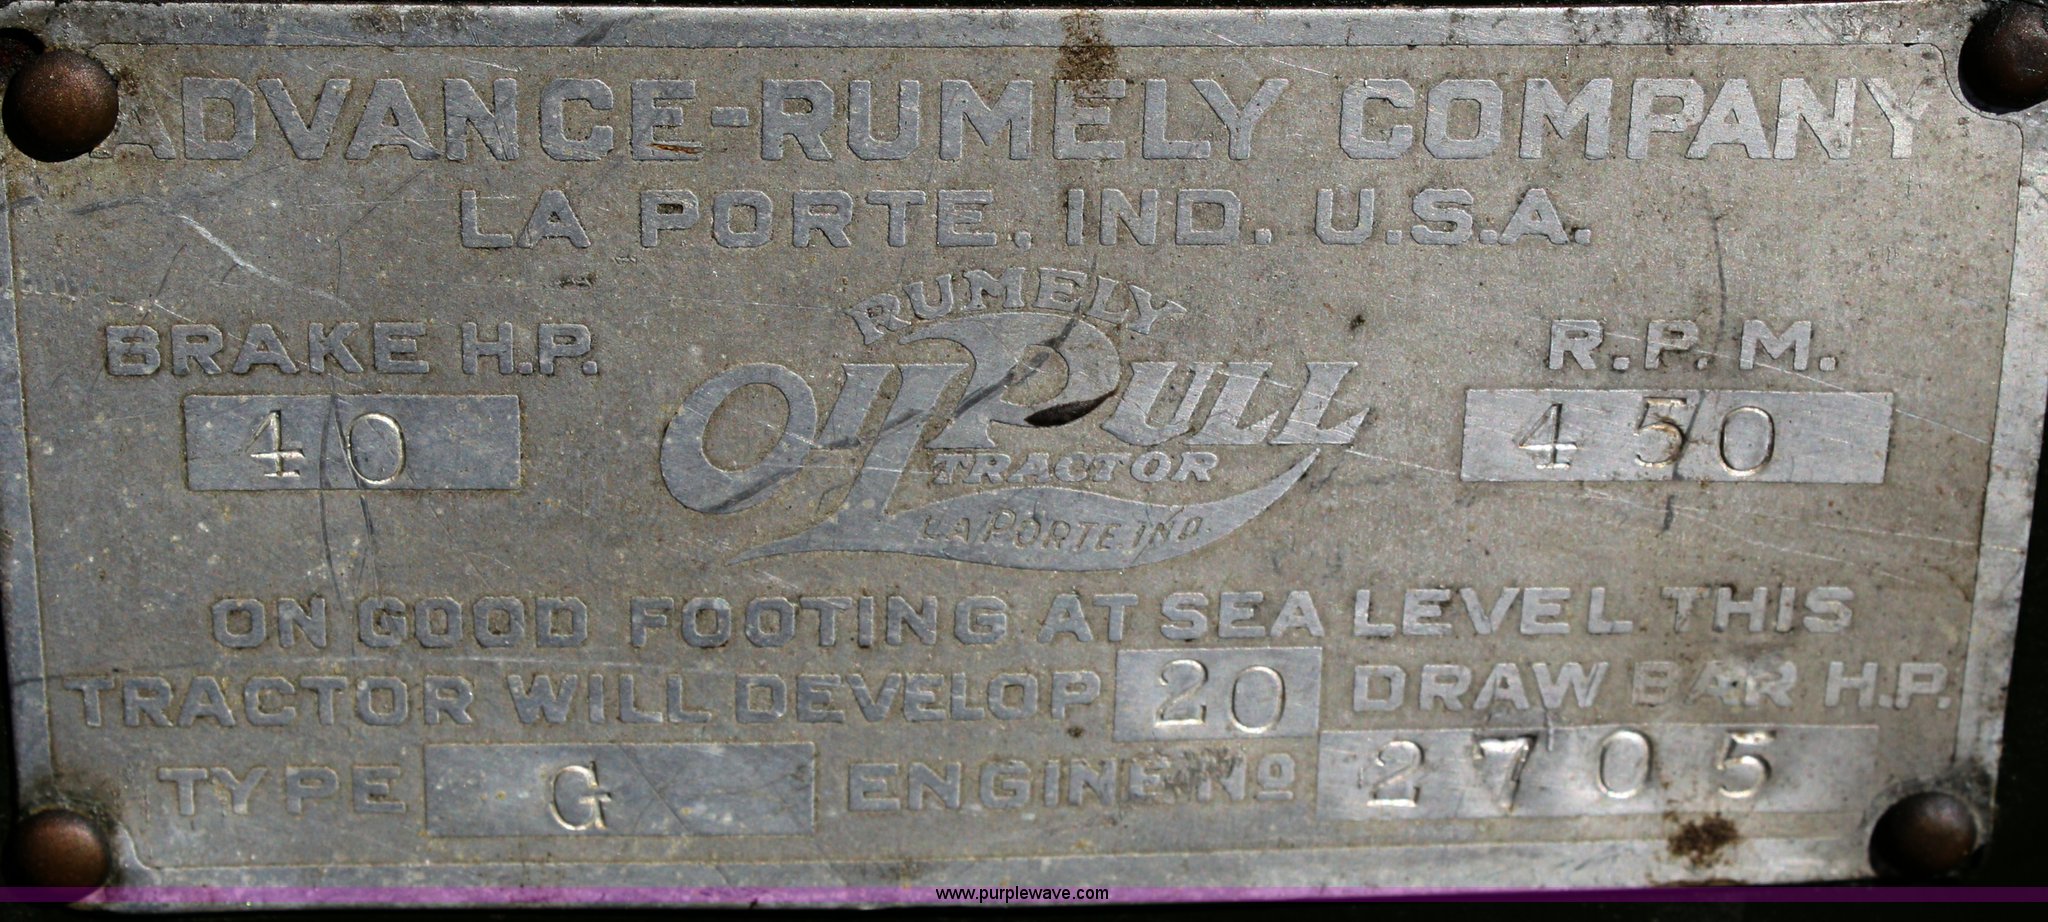 ADVANCE-RUMELY COMPANY
LA PORTE, IND. U.S.A.
RUMELY
OILPULL
TRACTOR
LA PORTE, IND.
BRAKE H.P.
40
R.P.M.
450
ON GOOD FOOTING AT SEA LEVEL THIS
TRACTOR WILL DEVELOP 20 DRAW BAR H.P.
TYPE G ENGINE NO 2705
www.purplewave.com